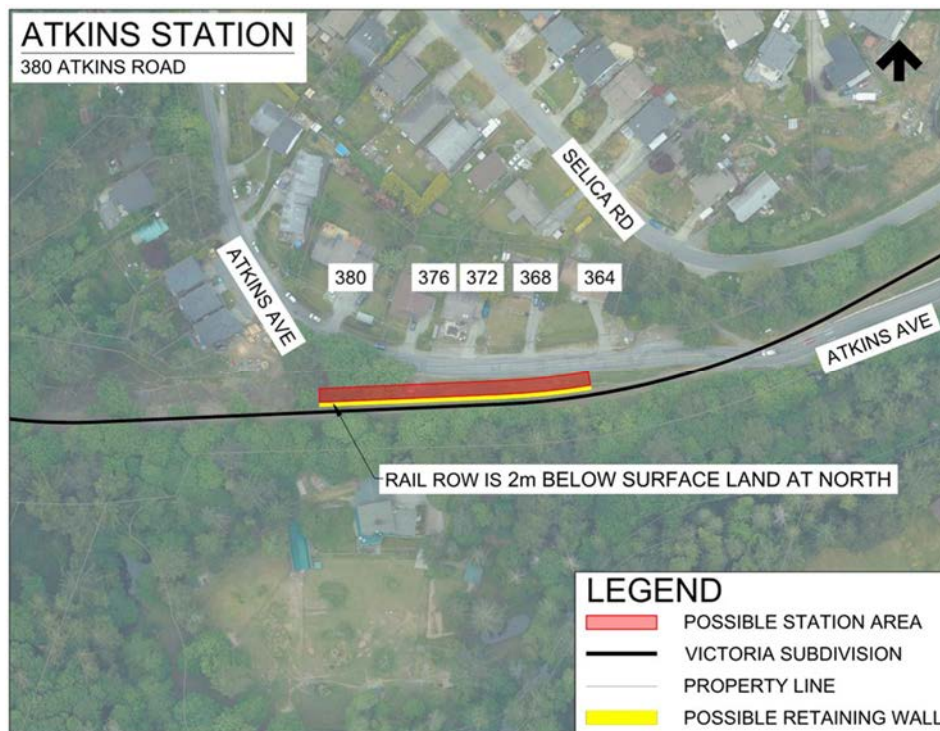 ATKINS STATION
380 ATKINS ROAD
SELICA RD
ATKINS AVE
380
376
372
368
364
ATKINS AVE
RAIL ROW IS 2m BELOW SURFACE LAND AT NORTH
LEGEND
POSSIBLE STATION AREA
VICTORIA SUBDIVISION
PROPERTY LINE
POSSIBLE RETAINING WALL